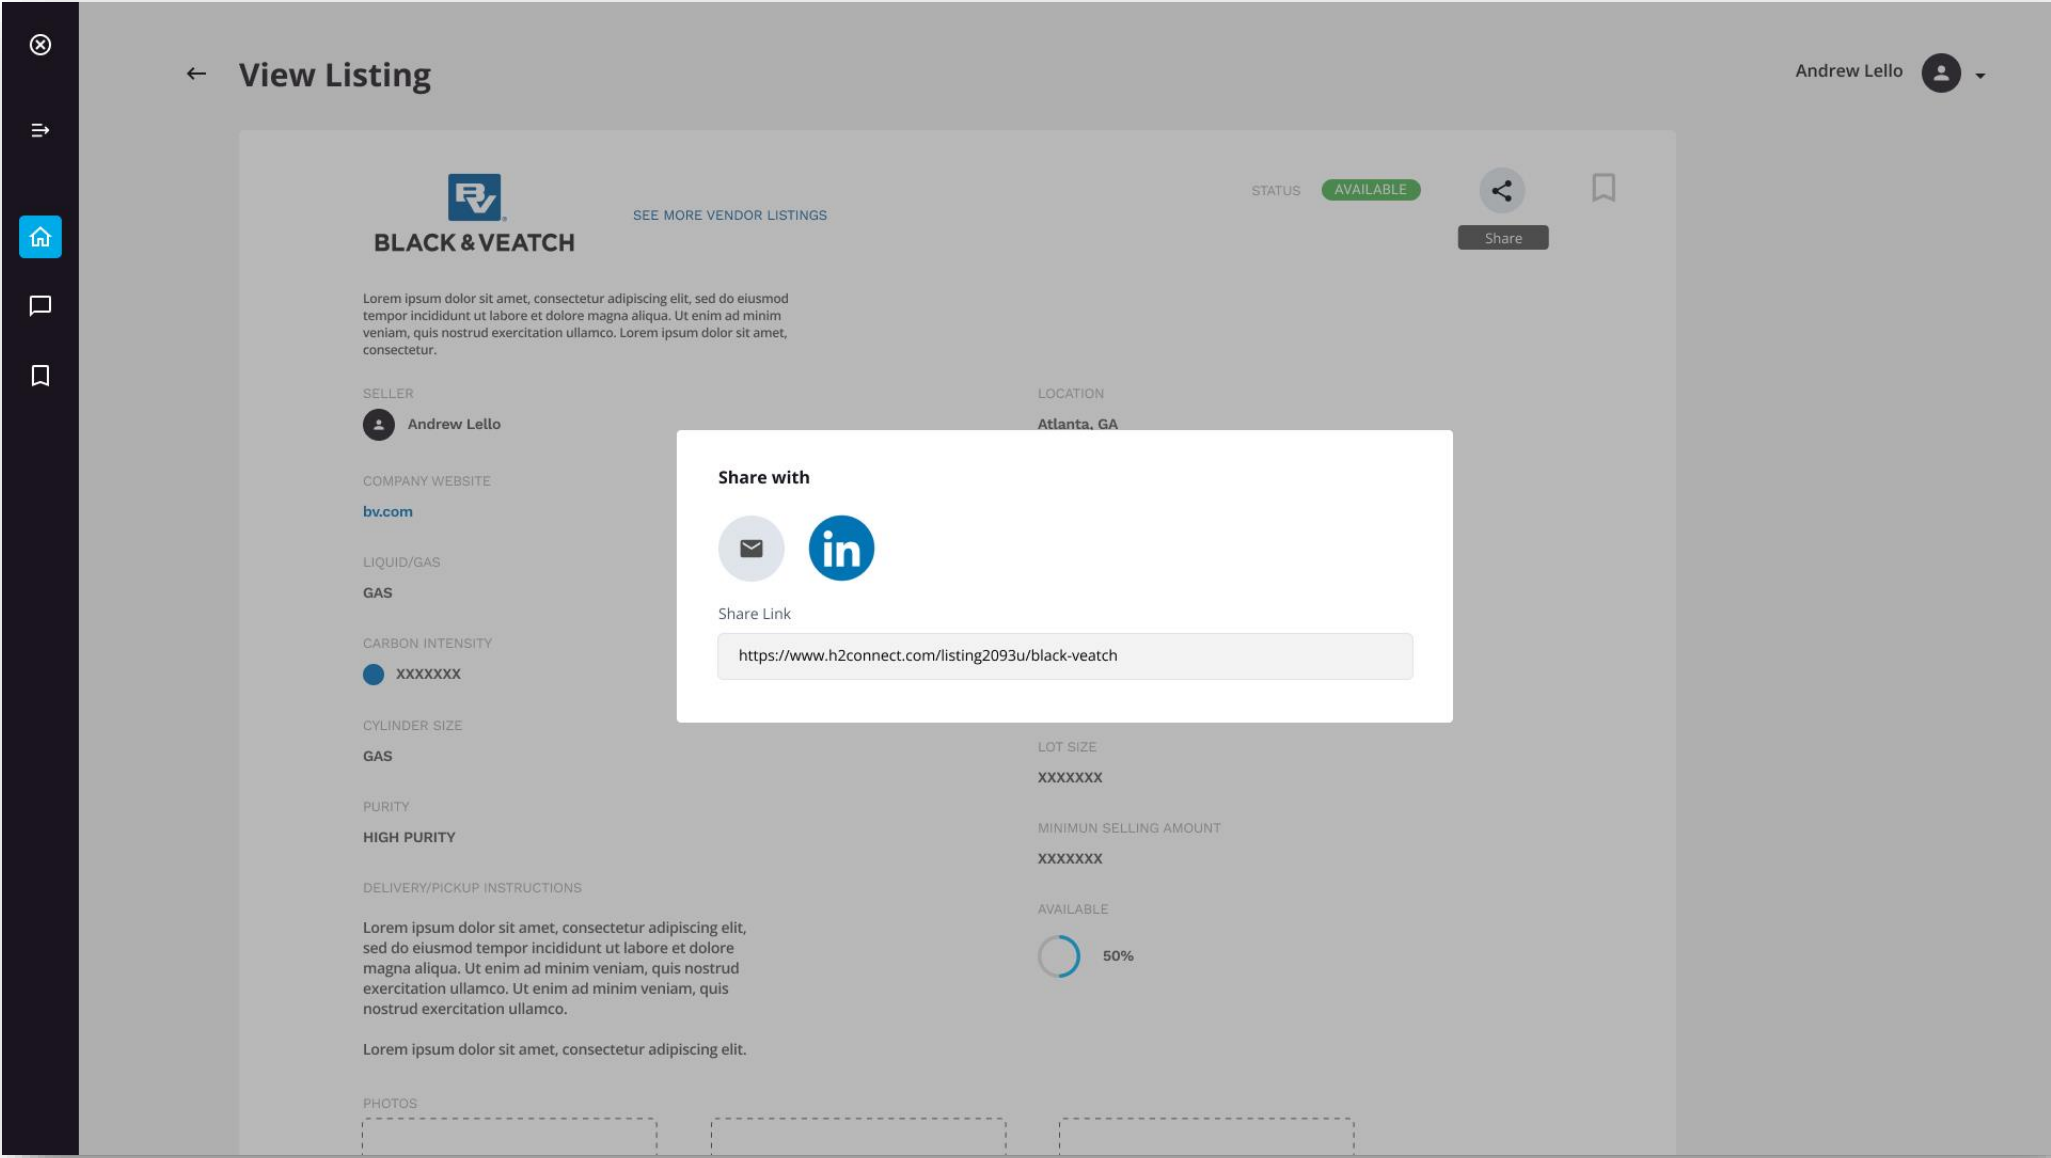 View Listing
Andrew Lello
BV
BLACK & VEATCH
SEE MORE VENDOR LISTINGS
STATUS AVAILABLE
Share
Lorem ipsum dolor sit amet, consectetur adipiscing elit, sed do eiusmod
tempor incididunt ut labore et dolore magna aliqua. Ut enim ad minim
veniam, quis nostrud exercitation ullamco. Lorem ipsum dolor sit amet,
consectetur.
SELLER
Andrew Lello
COMPANY WEBSITE
bv.com
LIQUID/GAS
GAS
CARBON INTENSITY
XXXXXXX
CYLINDER SIZE
GAS
PURITY
HIGH PURITY
DELIVERY/PICKUP INSTRUCTIONS
Lorem ipsum dolor sit amet, consectetur adipiscing elit,
sed do eiusmod tempor incididunt ut labore et dolore
magna aliqua. Ut enim ad minim veniam, quis nostrud
exercitation ullamco. Ut enim ad minim veniam, quis
nostrud exercitation ullamco.
Lorem ipsum dolor sit amet, consectetur adipiscing elit.
PHOTOS
LOCATION
Atlanta, GA
Share with
in
Share Link
https://www.h2connect.com/listing2093u/black-veatch
LOT SIZE
XXXXXXX
MINIMUN SELLING AMOUNT
XXXXXXX
AVAILABLE
50%